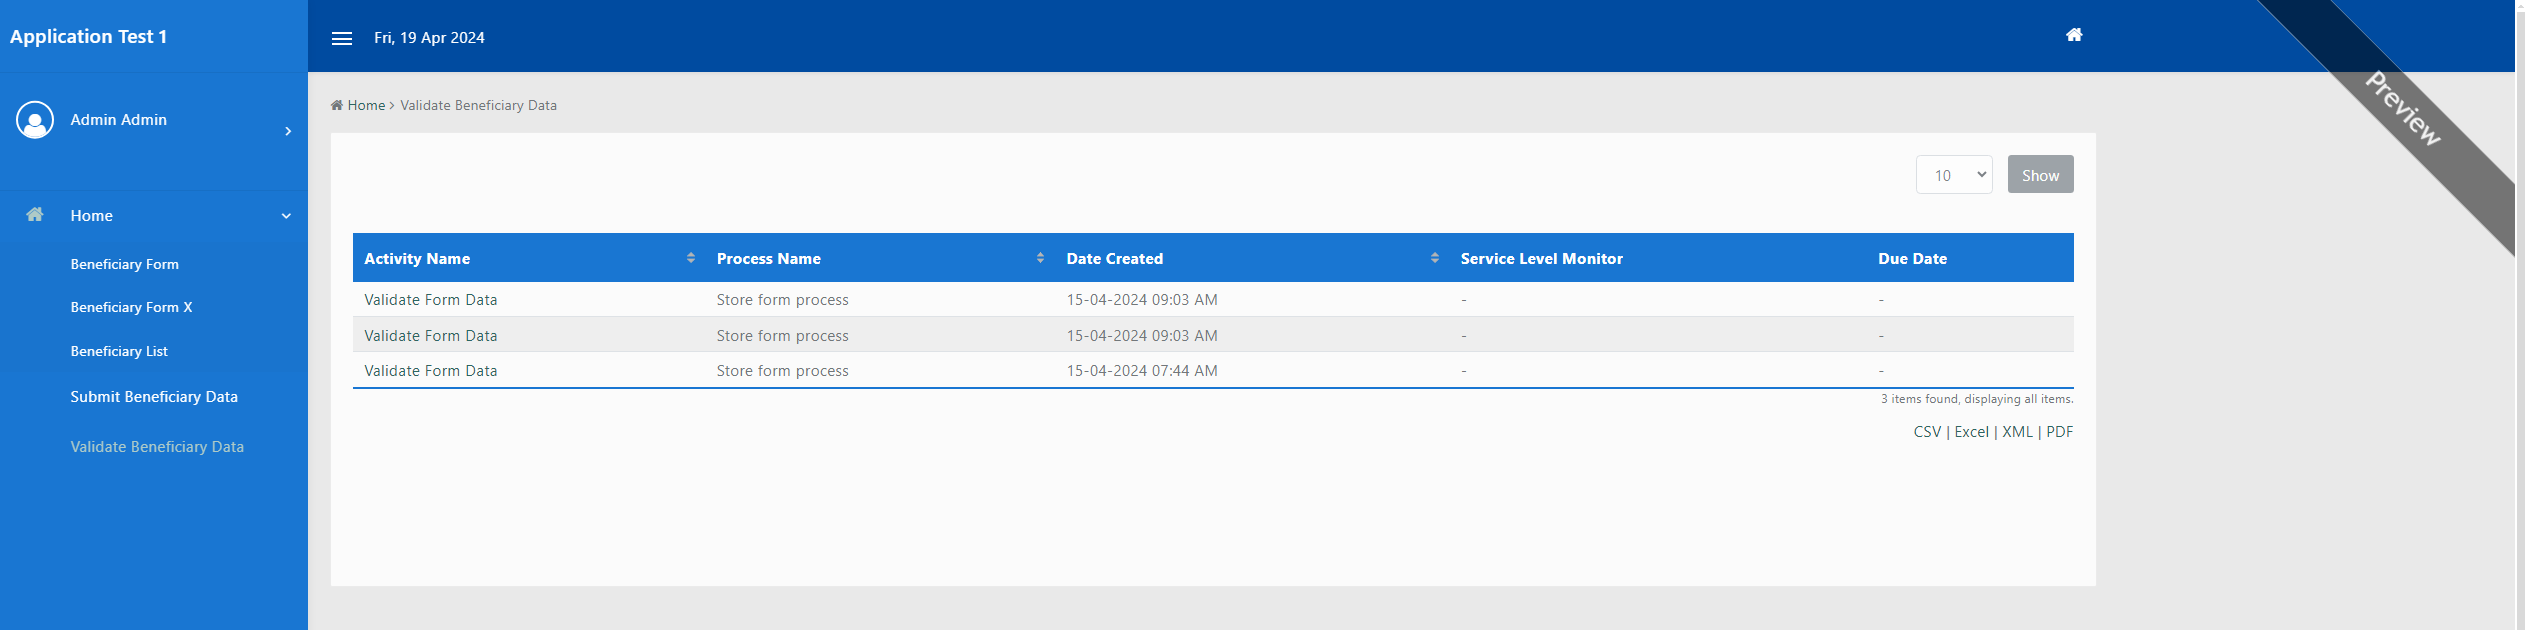 Application Test 1
Fri, 19 Apr 2024
Preview
Admin Admin
Home
Beneficiary Form
Beneficiary Form X
Beneficiary List
Submit Beneficiary Data
Validate Beneficiary Data
Home > Validate Beneficiary Data
10 Show
Activity Name Process Name Date Created Service Level Monitor Due Date
Validate Form Data Store form process 15-04-2024 09:03 AM - -
Validate Form Data Store form process 15-04-2024 09:03 AM - -
Validate Form Data Store form process 15-04-2024 07:44 AM - -
3 items found, displaying all items.
CSV | Excel | XML | PDF